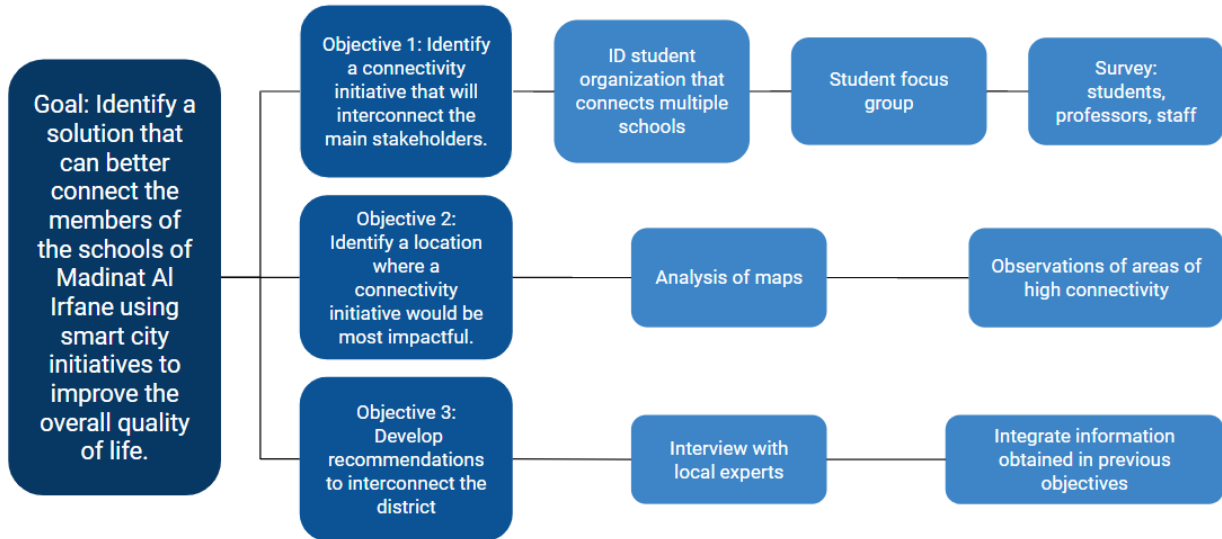 Goal: Identify a
solution that
can better
connect the
members of
the schools of
Madinat Al
Irfane using
smart city
initiatives to
improve the
overall quality
of life.
Objective 1: Identify
a connectivity
initiative that will
interconnect the
main stakeholders.
ID student
organization that
connects multiple
schools
Student focus
group
Survey:
students,
professors, staff
Objective 2:
Identify a location
where a
connectivity
initiative would be
most impactful.
Analysis of maps
Observations of areas of
high connectivity
Objective 3:
Develop
recommendations
to interconnect the
district
Interview with
local experts
Integrate information
obtained in previous
objectives